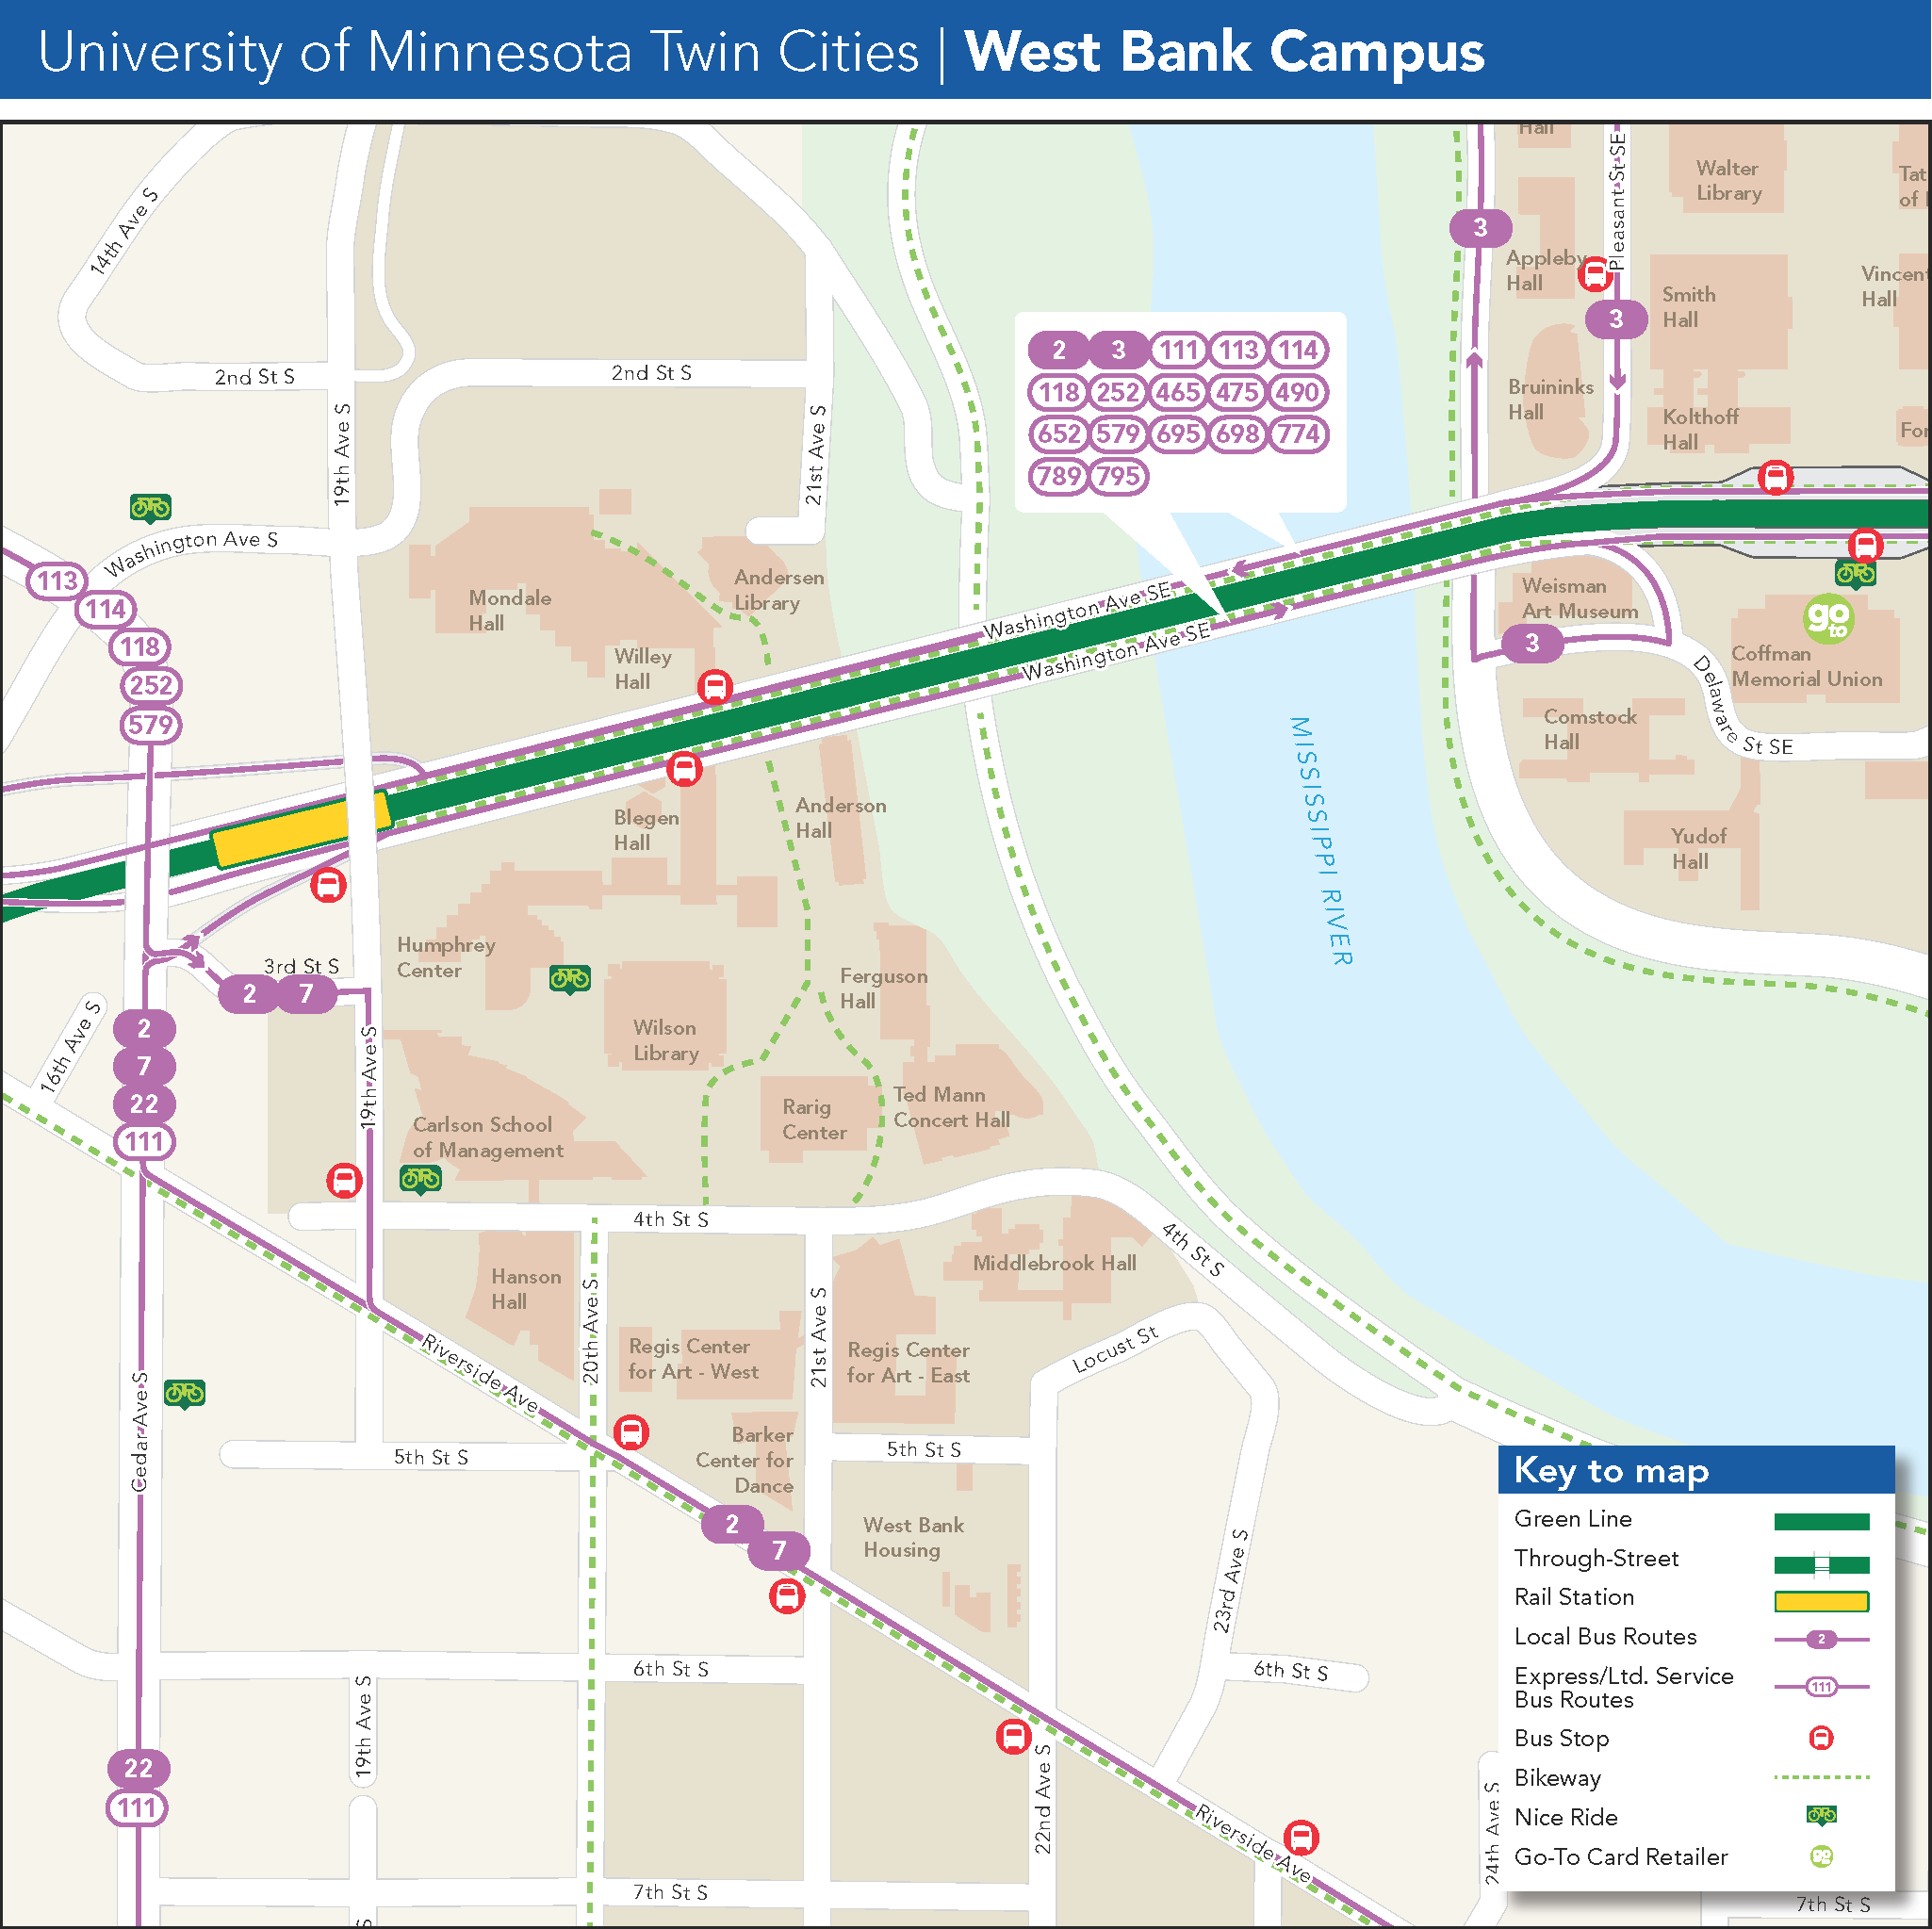 University of Minnesota Twin Cities | West Bank Campus
Hall
Pleasant St SE
Walter
Library
Tat
of
14th Ave S
3
Appleby
Hall
Smith
Hall
Vincent
Hall
3
2 3 111 113 114
118 252 465 475 490
652 579 695 698 774
789 795
2nd St S
2nd St S
19th Ave S
21st Ave S
Bruininks
Hall
Kolthoff
Hall
For
Washington Ave S
113
114
118
252
579
Mondale
Hall
Andersen
Library
Willey
Hall
Washington Ave SE
Washington Ave SE
Weisman
Art Museum
3
go
to
Coffman
Memorial Union
Delaware St SE
Comstock
Hall
Yudof
Hall
MISSISSIPPI RIVER
Blegen
Hall
Anderson
Hall
Humphrey
Center
3rd St S
2 7
Ferguson
Hall
Wilson
Library
16th Ave S
2
7
22
111
19th Ave S
Carlson School
of Management
Rarig
Center
Ted Mann
Concert Hall
4th St S
4th St S
Middlebrook Hall
Hanson
Hall
20th Ave S
21st Ave S
Regis Center
for Art - West
Regis Center
for Art - East
Locust St
Riverside Ave
Cedar Ave S
Barker
Center for
Dance
5th St S
5th St S
2
7
West Bank
Housing
23rd Ave S
6th St S
6th St S
19th Ave S
22
111
22nd Ave S
Riverside Ave
24th Ave S
7th St S
7th St S
S
Key to map
Green Line
Through-Street
Rail Station
Local Bus Routes
2
Express/Ltd. Service
Bus Routes
111
Bus Stop
Bikeway
Nice Ride
Go-To Card Retailer
go